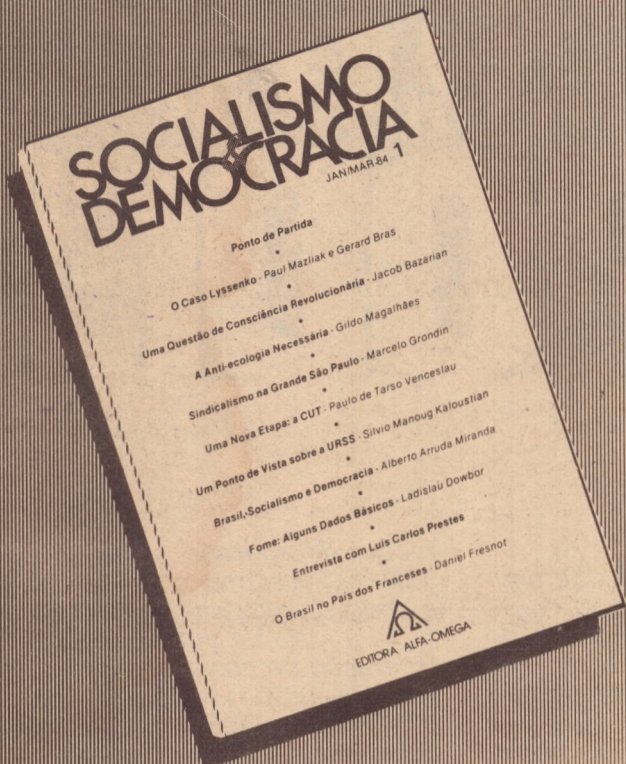 SOCIALISMO
&
DEMOCRACIA
JAN/MAR-84 1
Ponto de Partida
•
O Caso Lyssenko - Paul Mazliak e Gerard Bras
•
Uma Questão de Consciência Revolucionária - Jacob Bazarian
•
A Anti-ecologia Necessária - Gildo Magalhães
•
Sindicalismo na Grande São Paulo - Marcelo Grondin
•
Uma Nova Etapa: a CUT - Paulo de Tarso Venceslau
•
Um Ponto de Vista sobre a URSS - Silvio Manoug Kaloustian
•
Brasil, Socialismo e Democracia - Alberto Arruda Miranda
•
Fome: Alguns Dados Básicos - Ladislau Dowbor
•
Entrevista com Luis Carlos Prestes
•
O Brasil no País dos Franceses - Daniel Fresnot
EDITORA ALFA-OMEGA